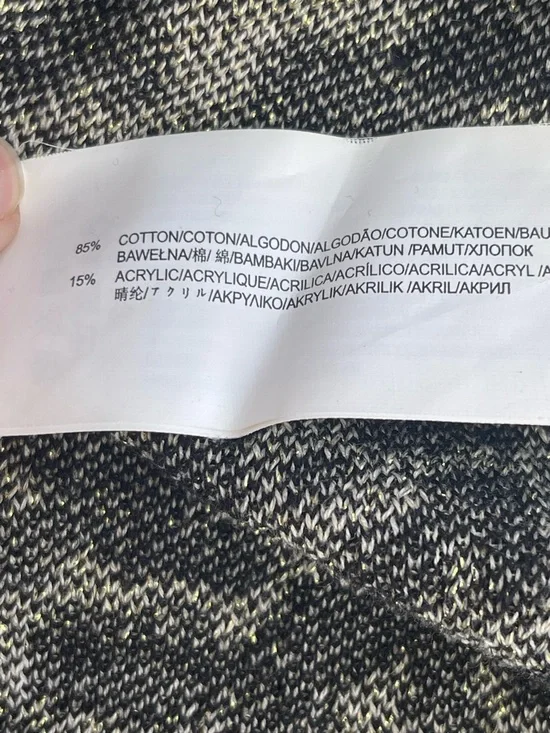 85% COTTON/COTON/ALGODON/ALGODÃO/COTONE/KATOEN/BAU
BAWEŁNA/棉/ 綿/BAMBAKI/BAVLNA/KATUN /PAMUT/ХЛОПОК
15% ACRYLIC/ACRYLIQUE/ACRILICA/ACRÍLICO/ACRILICA/ACRYL /A
晴纶/アクリル/ΑΚΡΥΛΙΚΟ/AKRYLIK/AKRILIK /AKRIL/АКРИЛ